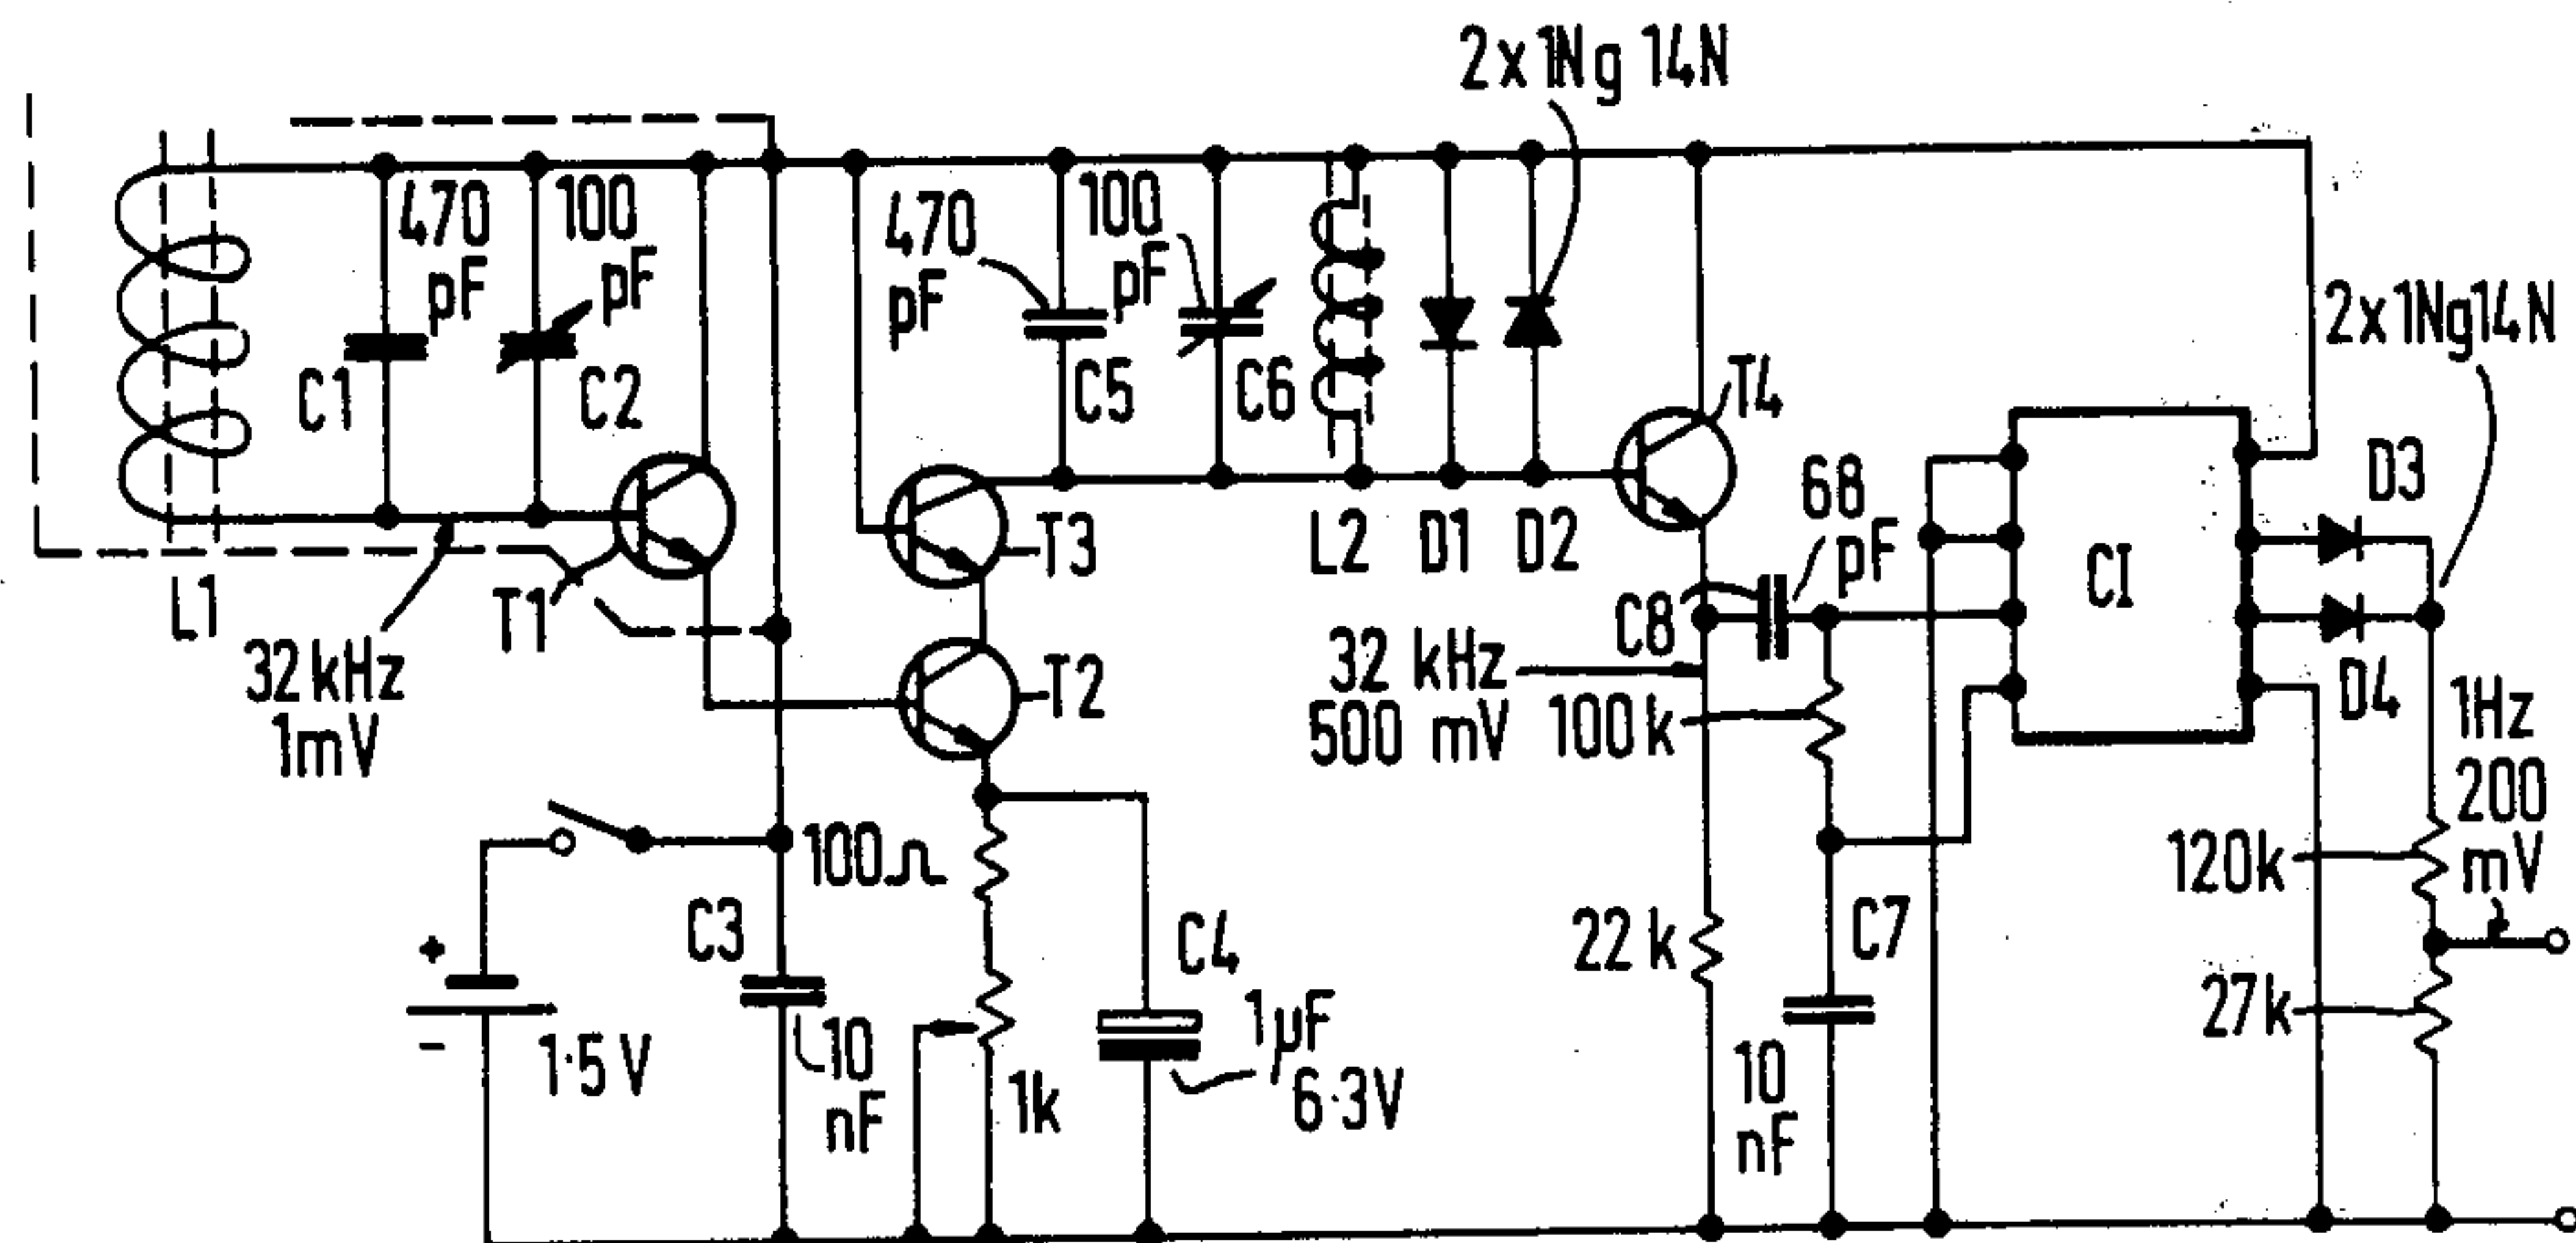 2x1Ng 14N
470
pF
100
pF
C1
C2
470
pF
100
pF
C5
C6
T4
2x1Ng14N
L1
T1
T3
L2
D1
D2
68
pF
CI
D3
32kHz
1mV
T2
C8
32 kHz
500 mV
100k
D4
1Hz
200
mV
100Ω
120k
+
-
1.5V
C3
10
nF
1k
C4
1µF
6.3V
22k
C7
10
nF
27k